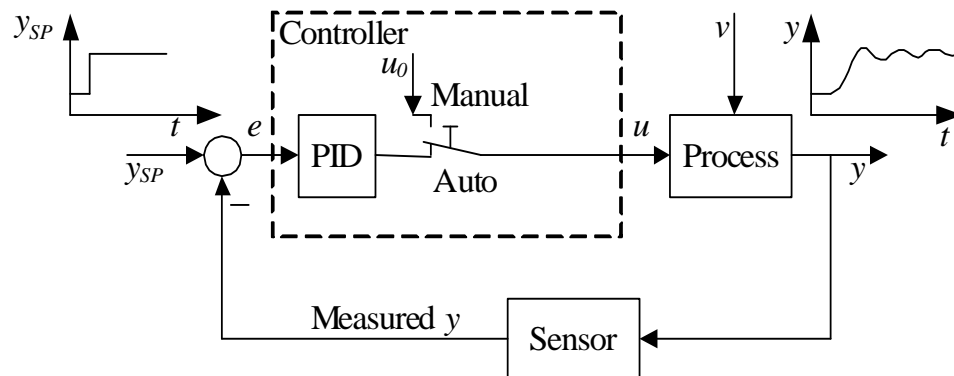 y_SP
t
Controller
u_0
Manual
v
y
t
y_SP
e
PID
Auto
u
Process
y
–
Measured y
Sensor